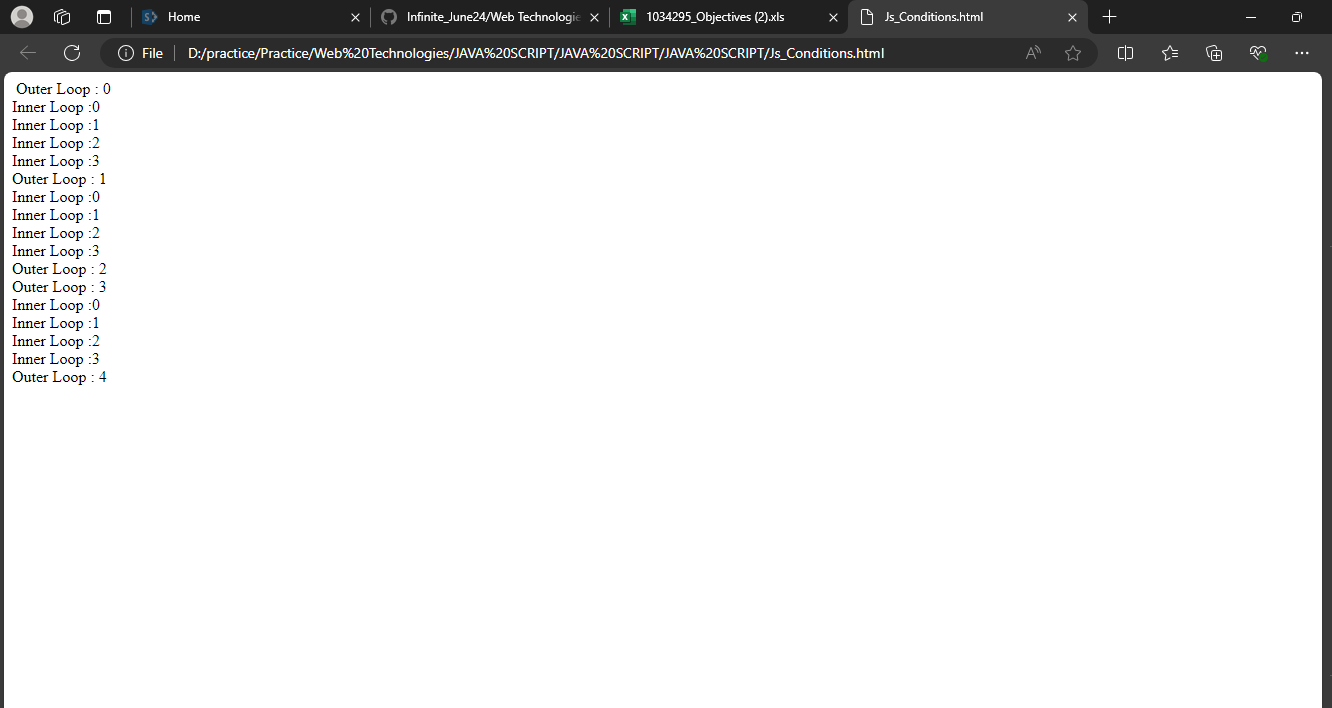 Home
Infinite_June24/Web Technologie
1034295_Objectives (2).xls
Js_Conditions.html
File
D:/practice/Practice/Web%20Technologies/JAVA%20SCRIPT/JAVA%20SCRIPT/JAVA%20SCRIPT/Js_Conditions.html
Outer Loop : 0
Inner Loop :0
Inner Loop :1
Inner Loop :2
Inner Loop :3
Outer Loop : 1
Inner Loop :0
Inner Loop :1
Inner Loop :2
Inner Loop :3
Outer Loop : 2
Outer Loop : 3
Inner Loop :0
Inner Loop :1
Inner Loop :2
Inner Loop :3
Outer Loop : 4